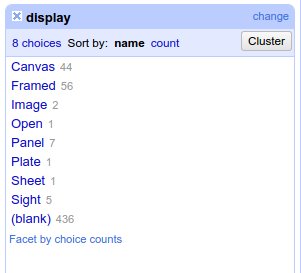 display change
8 choices Sort by: name count Cluster
Canvas 44
Framed 56
Image 2
Open 1
Panel 7
Plate 1
Sheet 1
Sight 5
(blank) 436
Facet by choice counts